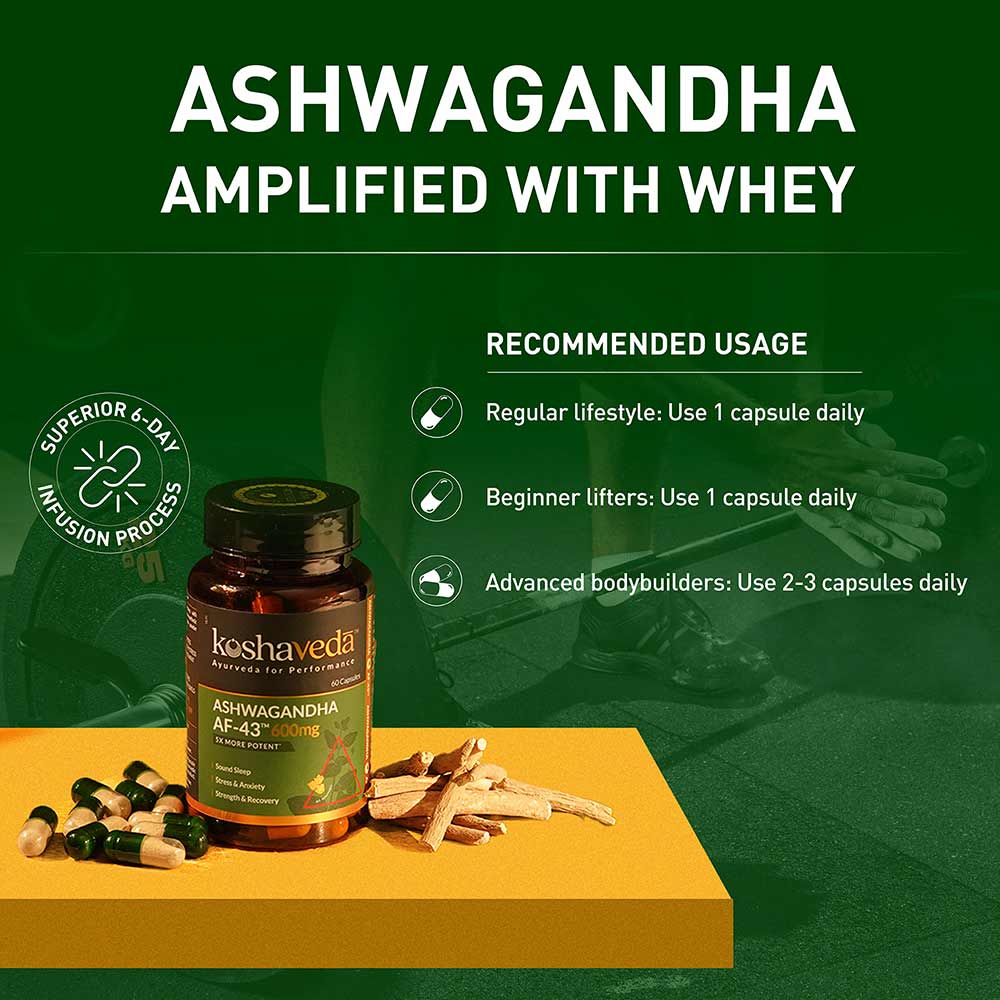 ASHWAGANDHA
AMPLIFIED WITH WHEY
RECOMMENDED USAGE
Regular lifestyle: Use 1 capsule daily
Beginner lifters: Use 1 capsule daily
Advanced bodybuilders: Use 2-3 capsules daily
SUPERIOR 6-DAY
INFUSION PROCESS
koshavedā™
Ayurveda for Performance
60 Capsules
ASHWAGANDHA
AF-43™ 600mg
5X MORE POTENT*
Sound Sleep
Stress & Anxiety
Strength & Recovery
5